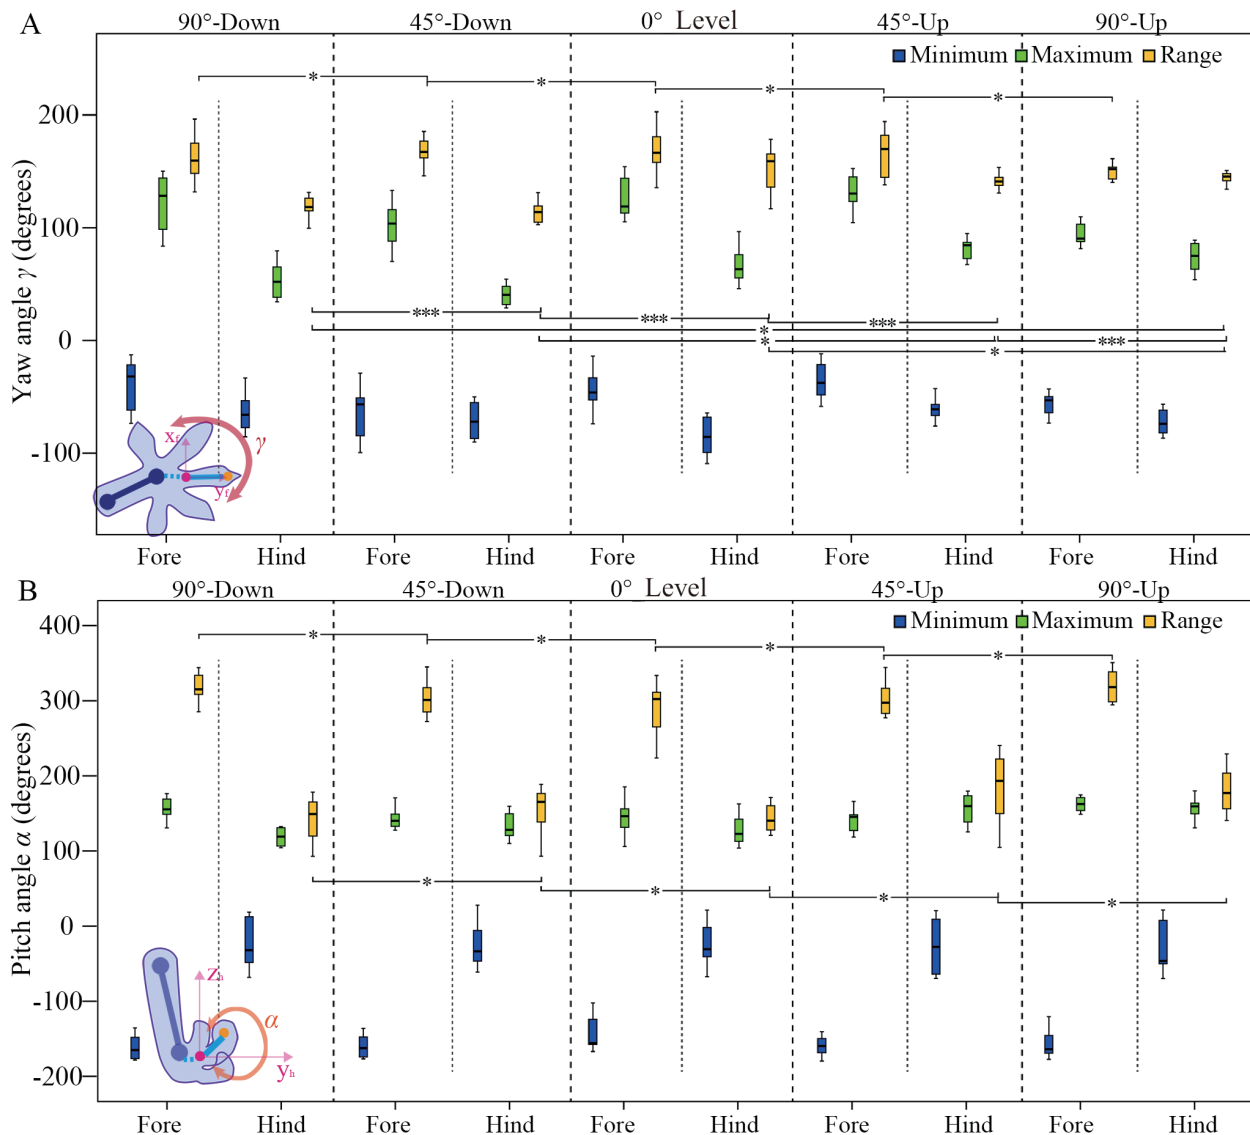 A
90°-Down 45°-Down 0° Level 45°-Up 90°-Up
Minimum Maximum Range
* * * *
200
100
0
-100
Yaw angle γ (degrees)
*** *** ***
*
* ***
*
x_f
γ
y_f
Fore Hind Fore Hind Fore Hind Fore Hind Fore Hind
B
90°-Down 45°-Down 0°_Level 45°-Up 90°-Up
Minimum Maximum Range
* * * *
400
300
200
100
0
-100
-200
Pitch angle α (degrees)
* * * *
Z_h
α
y_h
Fore Hind Fore Hind Fore Hind Fore Hind Fore Hind